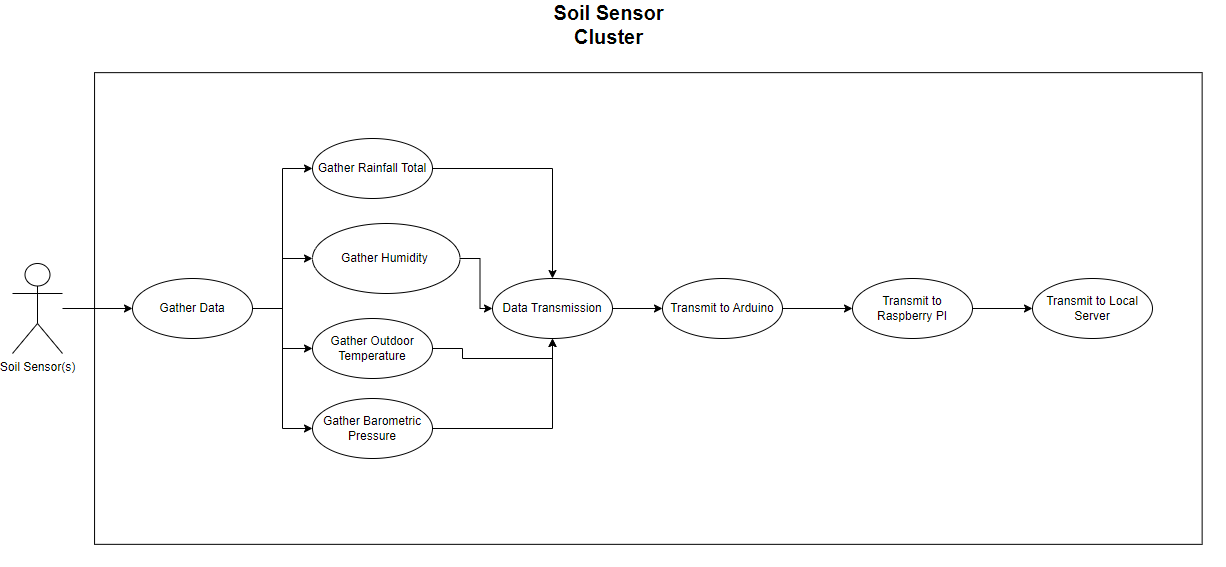 Soil Sensor
Cluster
Gather Rainfall Total
Gather Humidity
Gather Data
Data Transmission
Transmit to Arduino
Transmit to
Raspberry PI
Transmit to Local
Server
Gather Outdoor
Temperature
Soil Sensor(s)
Gather Barometric
Pressure